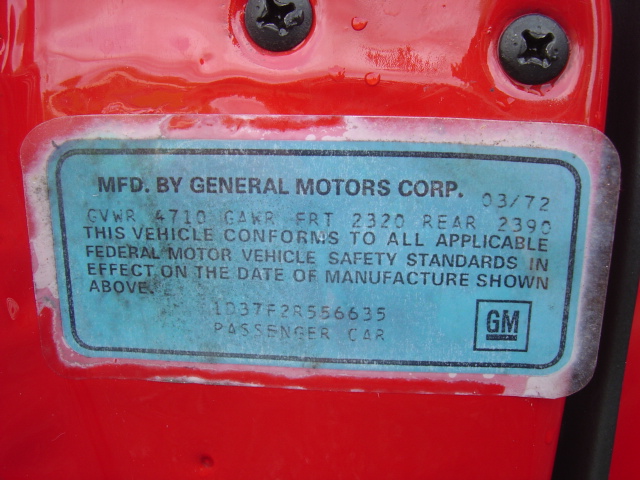 MFD. BY GENERAL MOTORS CORP. 03/72
GVWR 4710 GAWR FRT 2320 REAR 2390
THIS VEHICLE CONFORMS TO ALL APPLICABLE
FEDERAL MOTOR VEHICLE SAFETY STANDARDS IN
EFFECT ON THE DATE OF MANUFACTURE SHOWN
ABOVE.
1D37F2R556635
PASSENGER CAR
GM